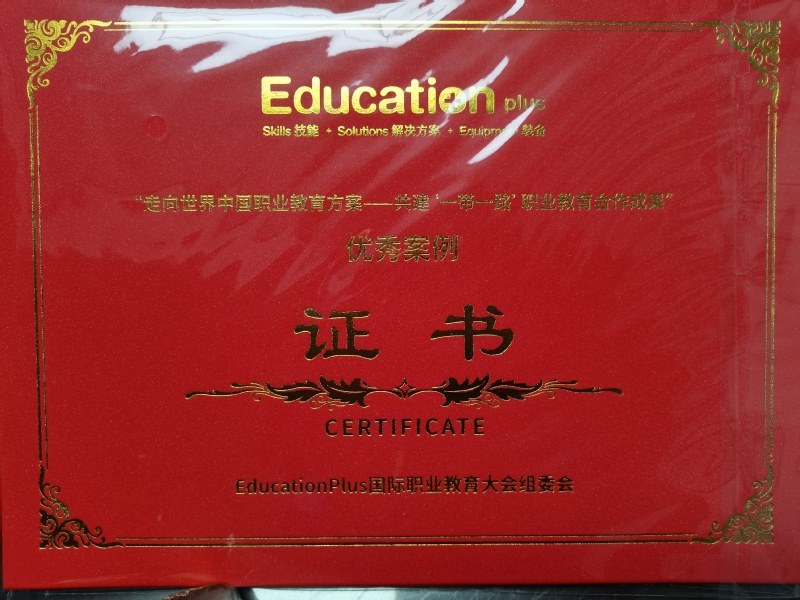 Education plus
Skills 技能 + Solutions 解决方案 + Equipment 装备
“走向世界中国职业教育方案——共建‘一带一路’职业教育合作成果”
优秀案例
证书
CERTIFICATE
EducationPlus国际职业教育大会组委会